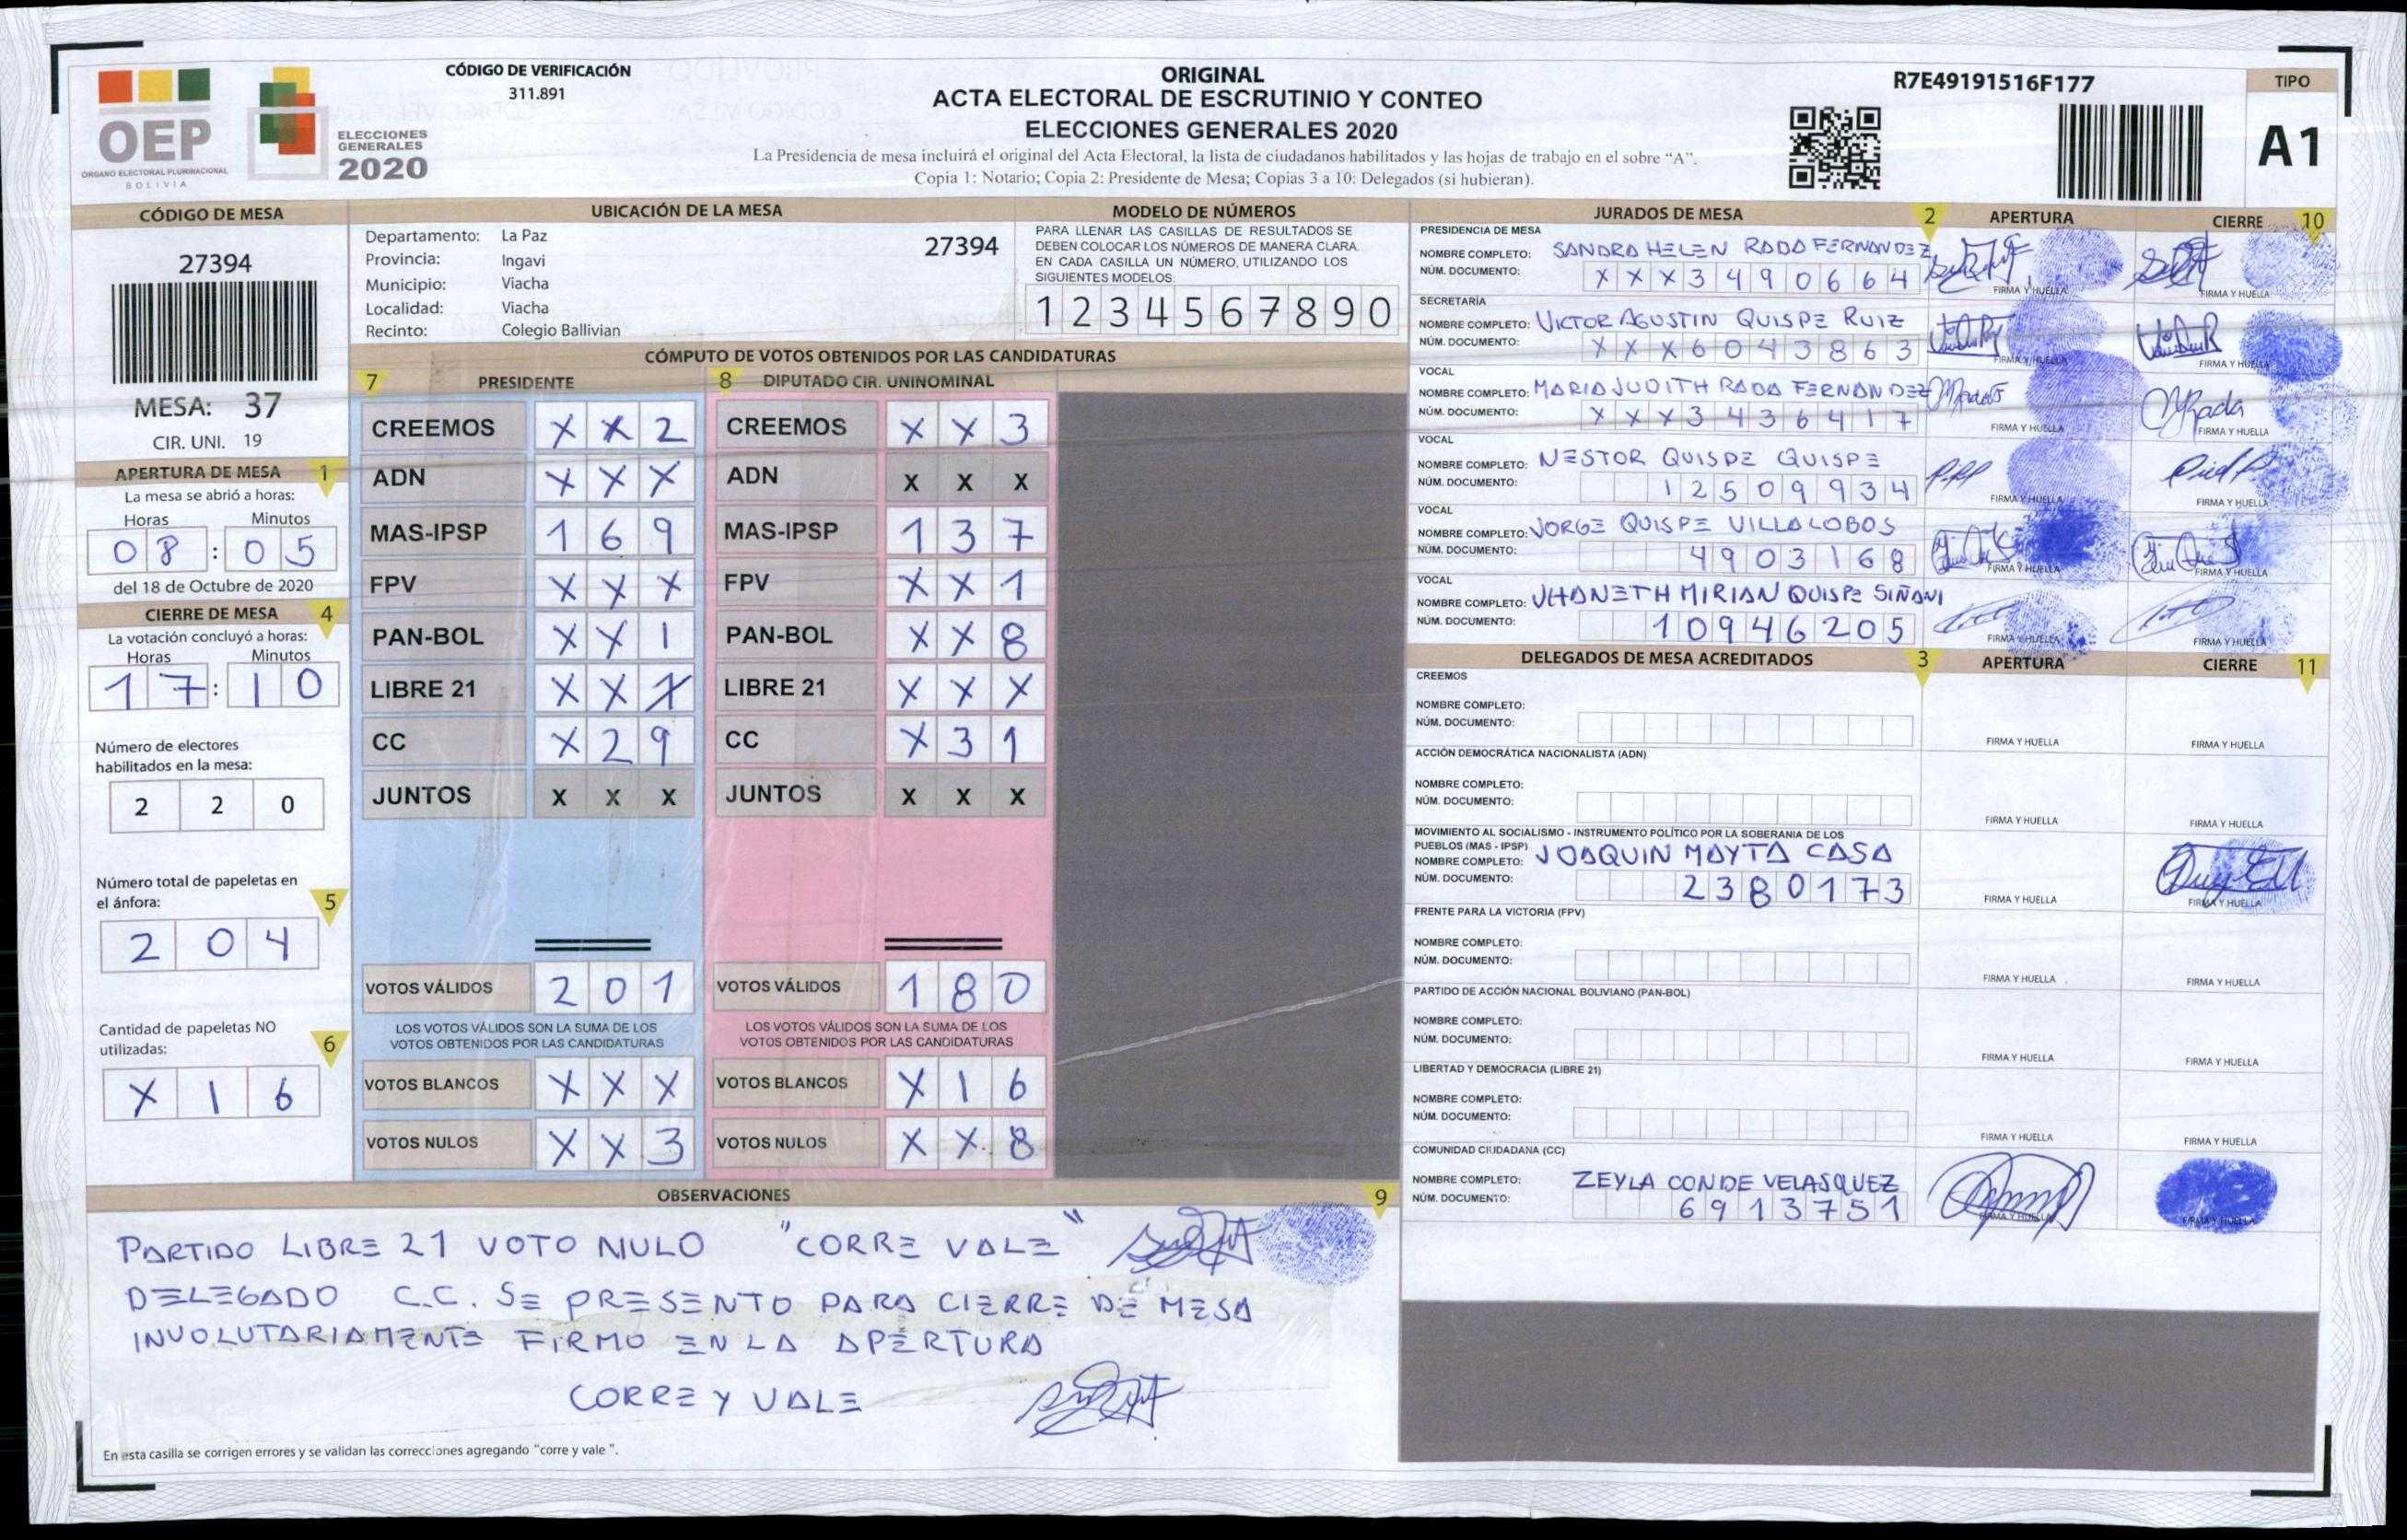 OEP
ÓRGANO ELECTORAL PLURINACIONAL
BOLIVIA
ELECCIONES
GENERALES
2020
CÓDIGO DE VERIFICACIÓN
311.891
ORIGINAL
ACTA ELECTORAL DE ESCRUTINIO Y CONTEO
ELECCIONES GENERALES 2020
La Presidencia de mesa incluirá el original del Acta Electoral, la lista de ciudadanos habilitados y las hojas de trabajo en el sobre “A”.
Copia 1: Notario; Copia 2: Presidente de Mesa; Copias 3 a 10: Delegados (si hubieran).
R7E49191516F177
TIPO
A1
CÓDIGO DE MESA
27394
MESA: 37
CIR. UNI. 19
APERTURA DE MESA 1
La mesa se abrió a horas:
Horas Minutos
08 : 05
del 18 de Octubre de 2020
CIERRE DE MESA 4
La votación concluyó a horas:
Horas Minutos
17 : 10
Número de electores
habilitados en la mesa:
2 2 0
Número total de papeletas en
el ánfora: 5
2 0 4
Cantidad de papeletas NO
utilizadas: 6
X 1 6
UBICACIÓN DE LA MESA
Departamento: La Paz
27394
Provincia: Ingavi
Municipio: Viacha
Localidad: Viacha
Recinto: Colegio Ballivian
MODELO DE NÚMEROS
PARA LLENAR LAS CASILLAS DE RESULTADOS SE
DEBEN COLOCAR LOS NÚMEROS DE MANERA CLARA.
EN CADA CASILLA UN NÚMERO, UTILIZANDO LOS
SIGUIENTES MODELOS:
1 2 3 4 5 6 7 8 9 0
CÓMPUTO DE VOTOS OBTENIDOS POR LAS CANDIDATURAS
7 PRESIDENTE 8 DIPUTADO CIR. UNINOMINAL
CREEMOS X X 2 CREEMOS X X 3
ADN X X X ADN X X X
MAS-IPSP 1 6 9 MAS-IPSP 1 3 7
FPV X X X FPV X X 1
PAN-BOL X X 1 PAN-BOL X X 8
LIBRE 21 X X LIBRE 21 X X X
CC X 2 9 CC X 3 1
JUNTOS X X X JUNTOS X X X
VOTOS VÁLIDOS 2 0 1 VOTOS VÁLIDOS 1 8 0
LOS VOTOS VÁLIDOS SON LA SUMA DE LOS LOS VOTOS VÁLIDOS SON LA SUMA DE LOS
VOTOS OBTENIDOS POR LAS CANDIDATURAS VOTOS OBTENIDOS POR LAS CANDIDATURAS
VOTOS BLANCOS X X X VOTOS BLANCOS X 1 6
VOTOS NULOS X X 3 VOTOS NULOS X X 8
OBSERVACIONES 9
PARTIDO LIBRE 21 VOTO NULO "CORRE VALE"
DELEGADO C.C. SE PRESENTO PARA CIERRE DE MESA
INVOLUTARIAMENTE FIRMO EN LA APERTURA
CORRE Y VALE
En esta casilla se corrigen errores y se validan las correcciones agregando “corre y vale ”.
JURADOS DE MESA 2 APERTURA CIERRE 10
PRESIDENCIA DE MESA
NOMBRE COMPLETO: SANDRA HELEN RADA FERNANDEZ
NÚM. DOCUMENTO: X X X 3 4 9 0 6 6 4
FIRMA Y HUELLA FIRMA Y HUELLA
SECRETARÍA
NOMBRE COMPLETO: VICTOR AGUSTIN QUISPE RUIZ
NÚM. DOCUMENTO: X X X 6 0 4 3 8 6 3
FIRMA Y HUELLA FIRMA Y HUELLA
VOCAL
NOMBRE COMPLETO: MARIA JUDITH RADA FERNANDEZ
NÚM. DOCUMENTO: X X X 3 4 3 6 4 1 7
FIRMA Y HUELLA FIRMA Y HUELLA
VOCAL
NOMBRE COMPLETO: NESTOR QUISPE QUISPE
NÚM. DOCUMENTO: 1 2 5 0 9 9 3 4
FIRMA Y HUELLA FIRMA Y HUELLA
VOCAL
NOMBRE COMPLETO: JORGE QUISPE VILLALOBOS
NÚM. DOCUMENTO: 4 9 0 3 1 6 8
FIRMA Y HUELLA FIRMA Y HUELLA
VOCAL
NOMBRE COMPLETO: JHANETH MIRIAN QUISPE SIÑANI
NÚM. DOCUMENTO: 1 0 9 4 6 2 0 5
FIRMA Y HUELLA FIRMA Y HUELLA
DELEGADOS DE MESA ACREDITADOS 3 APERTURA CIERRE 11
CREEMOS
NOMBRE COMPLETO:
NÚM. DOCUMENTO:
FIRMA Y HUELLA FIRMA Y HUELLA
ACCIÓN DEMOCRÁTICA NACIONALISTA (ADN)
NOMBRE COMPLETO:
NÚM. DOCUMENTO:
FIRMA Y HUELLA FIRMA Y HUELLA
MOVIMIENTO AL SOCIALISMO - INSTRUMENTO POLÍTICO POR LA SOBERANIA DE LOS
PUEBLOS (MAS - IPSP)
NOMBRE COMPLETO: JOAQUIN MAYTA CASA
NÚM. DOCUMENTO: 2 3 8 0 1 7 3
FIRMA Y HUELLA FIRMA Y HUELLA
FRENTE PARA LA VICTORIA (FPV)
NOMBRE COMPLETO:
NÚM. DOCUMENTO:
FIRMA Y HUELLA FIRMA Y HUELLA
PARTIDO DE ACCIÓN NACIONAL BOLIVIANO (PAN-BOL)
NOMBRE COMPLETO:
NÚM. DOCUMENTO:
FIRMA Y HUELLA FIRMA Y HUELLA
LIBERTAD Y DEMOCRACIA (LIBRE 21)
NOMBRE COMPLETO:
NÚM. DOCUMENTO:
FIRMA Y HUELLA FIRMA Y HUELLA
COMUNIDAD CIUDADANA (CC)
NOMBRE COMPLETO: ZEYLA CONDE VELASQUEZ
NÚM. DOCUMENTO: 6 9 1 3 7 5 1
FIRMA Y HUELLA FIRMA Y HUELLA